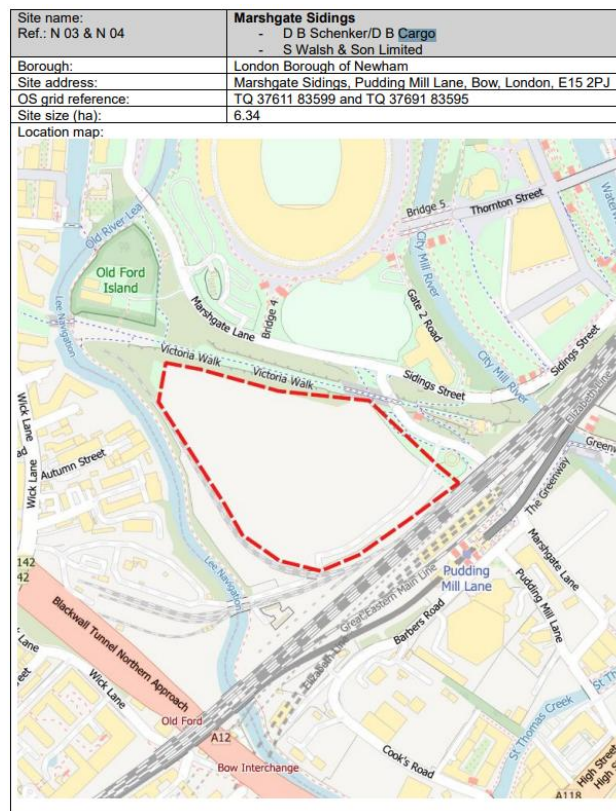 Site name:
Marshgate Sidings
Ref.: N 03 & N 04
- D B Schenker/D B Cargo
- S Walsh & Son Limited
Borough:
London Borough of Newham
Site address:
Marshgate Sidings, Pudding Mill Lane, Bow, London, E15 2PJ
OS grid reference:
TQ 37611 83599 and TQ 37691 83595
Site size (ha):
6.34
Location map:
Old River Lea
Bridge 5
Thornton Street
City Mill River
Old Ford
Island
Lee Navigation
Marshgate Lane
Bridge 4
Gate 2 Road
City Mill River
Sidings Street
Victoria Walk
Victoria Walk
Sidings Street
Elizabeth Line
Wick Lane
Wick Lane
Autumn Street
The Greenway
Marshgate Lane
Pudding
Mill Lane
Pudding Mill Lane
Lee Navigation
Great Eastern Main Line
Barbers Road
Blackwall Tunnel Northern Approach
Wick Lane
Old Ford
A12
Bow Interchange
Cook's Road
St Thomas Creek
High Street
A118